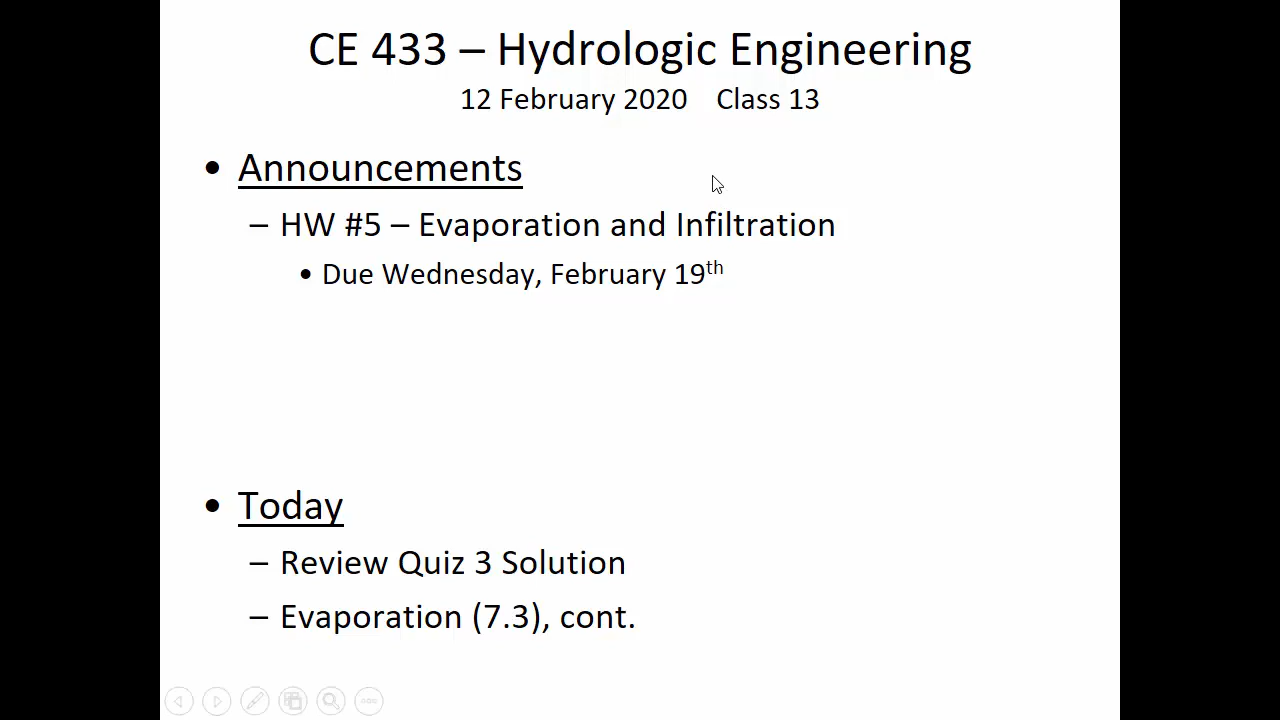 CE 433 – Hydrologic Engineering
12 February 2020 Class 13
• Announcements
– HW #5 – Evaporation and Infiltration
• Due Wednesday, February 19th
• Today
– Review Quiz 3 Solution
– Evaporation (7.3), cont.